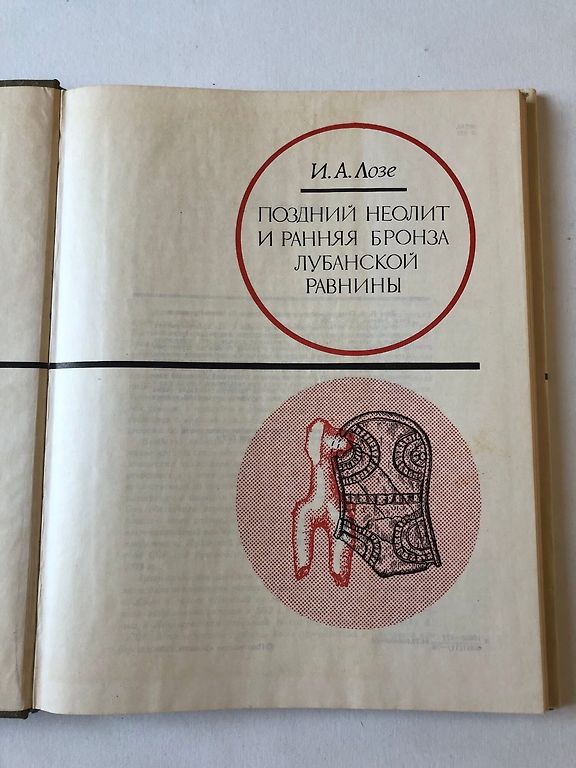 И. А. Лозе
ПОЗДНИЙ НЕОЛИТ
И РАННЯЯ БРОНЗА
ЛУБАНСКОЙ
РАВНИНЫ